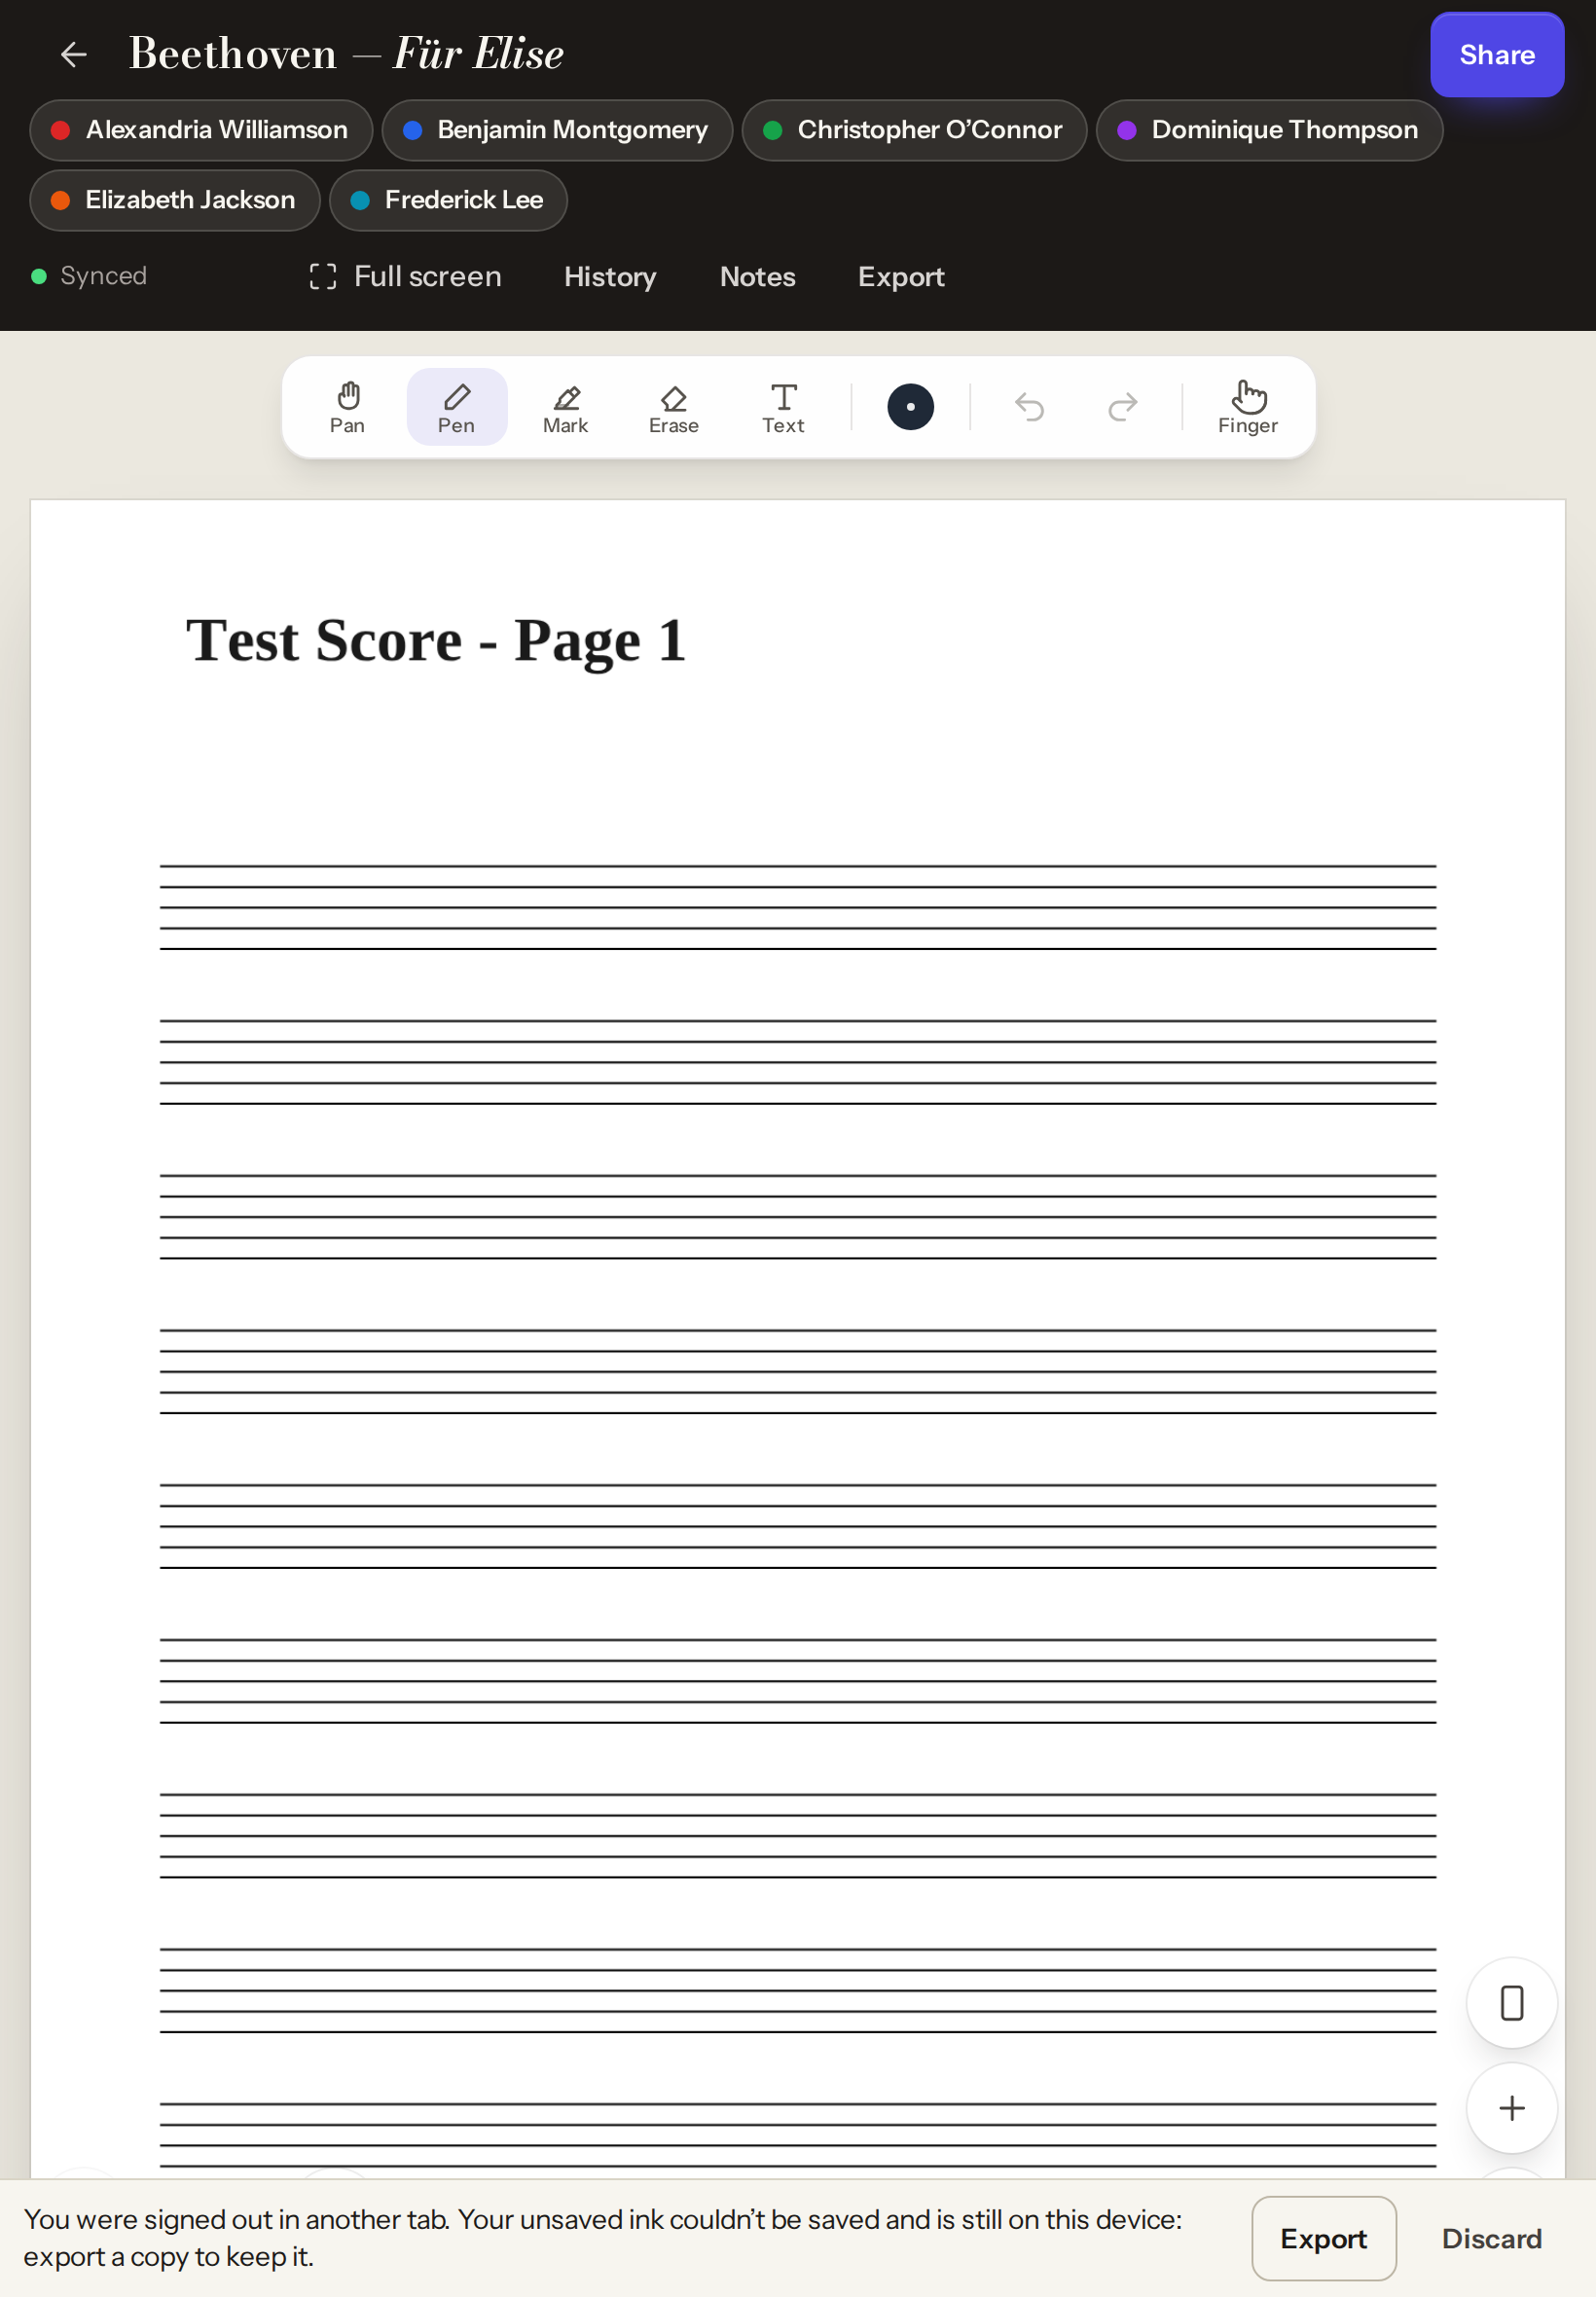 Beethoven — Für Elise
Share
Alexandria Williamson
Benjamin Montgomery
Christopher O’Connor
Dominique Thompson
Elizabeth Jackson
Frederick Lee
Synced
Full screen
History
Notes
Export
Pan
Pen
Mark
Erase
Text
Finger
Test Score - Page 1
You were signed out in another tab. Your unsaved ink couldn’t be saved and is still on this device:
export a copy to keep it.
Export
Discard